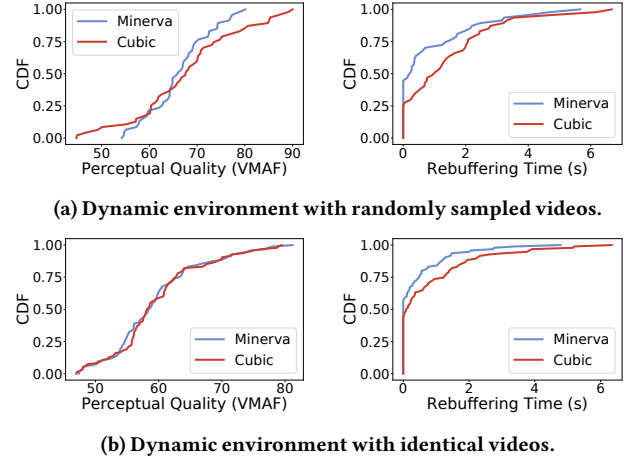 1.00
0.75
0.50
0.25
0.00
CDF
Minerva
Cubic
50 60 70 80 90
Perceptual Quality (VMAF)
1.00
0.75
0.50
0.25
0.00
CDF
Minerva
Cubic
0 2 4 6
Rebuffering Time (s)
(a) Dynamic environment with randomly sampled videos.
1.00
0.75
0.50
0.25
0.00
CDF
Minerva
Cubic
50 60 70 80
Perceptual Quality (VMAF)
1.00
0.75
0.50
0.25
0.00
CDF
Minerva
Cubic
0 2 4 6
Rebuffering Time (s)
(b) Dynamic environment with identical videos.